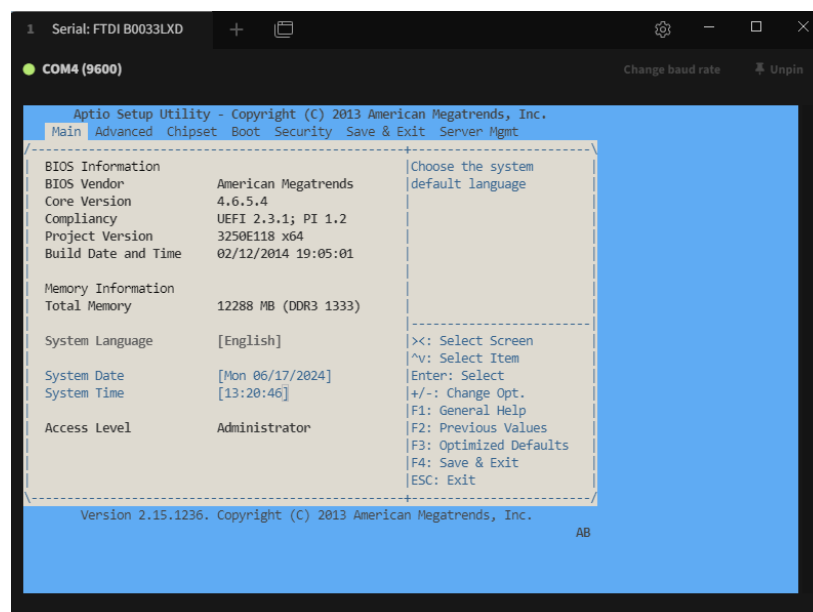 1 Serial: FTDI B0033LXD
COM4 (9600) Change baud rate Unpin
Aptio Setup Utility - Copyright (C) 2013 American Megatrends, Inc.
Main Advanced Chipset Boot Security Save & Exit Server Mgmt
BIOS Information
BIOS Vendor American Megatrends
Core Version 4.6.5.4
Compliancy UEFI 2.3.1; PI 1.2
Project Version 3250E118 x64
Build Date and Time 02/12/2014 19:05:01
Memory Information
Total Memory 12288 MB (DDR3 1333)
System Language [English]
System Date [Mon 06/17/2024]
System Time [13:20:46]
Access Level Administrator
Choose the system
default language
><: Select Screen
^v: Select Item
Enter: Select
+/-: Change Opt.
F1: General Help
F2: Previous Values
F3: Optimized Defaults
F4: Save & Exit
ESC: Exit
Version 2.15.1236. Copyright (C) 2013 American Megatrends, Inc.
AB